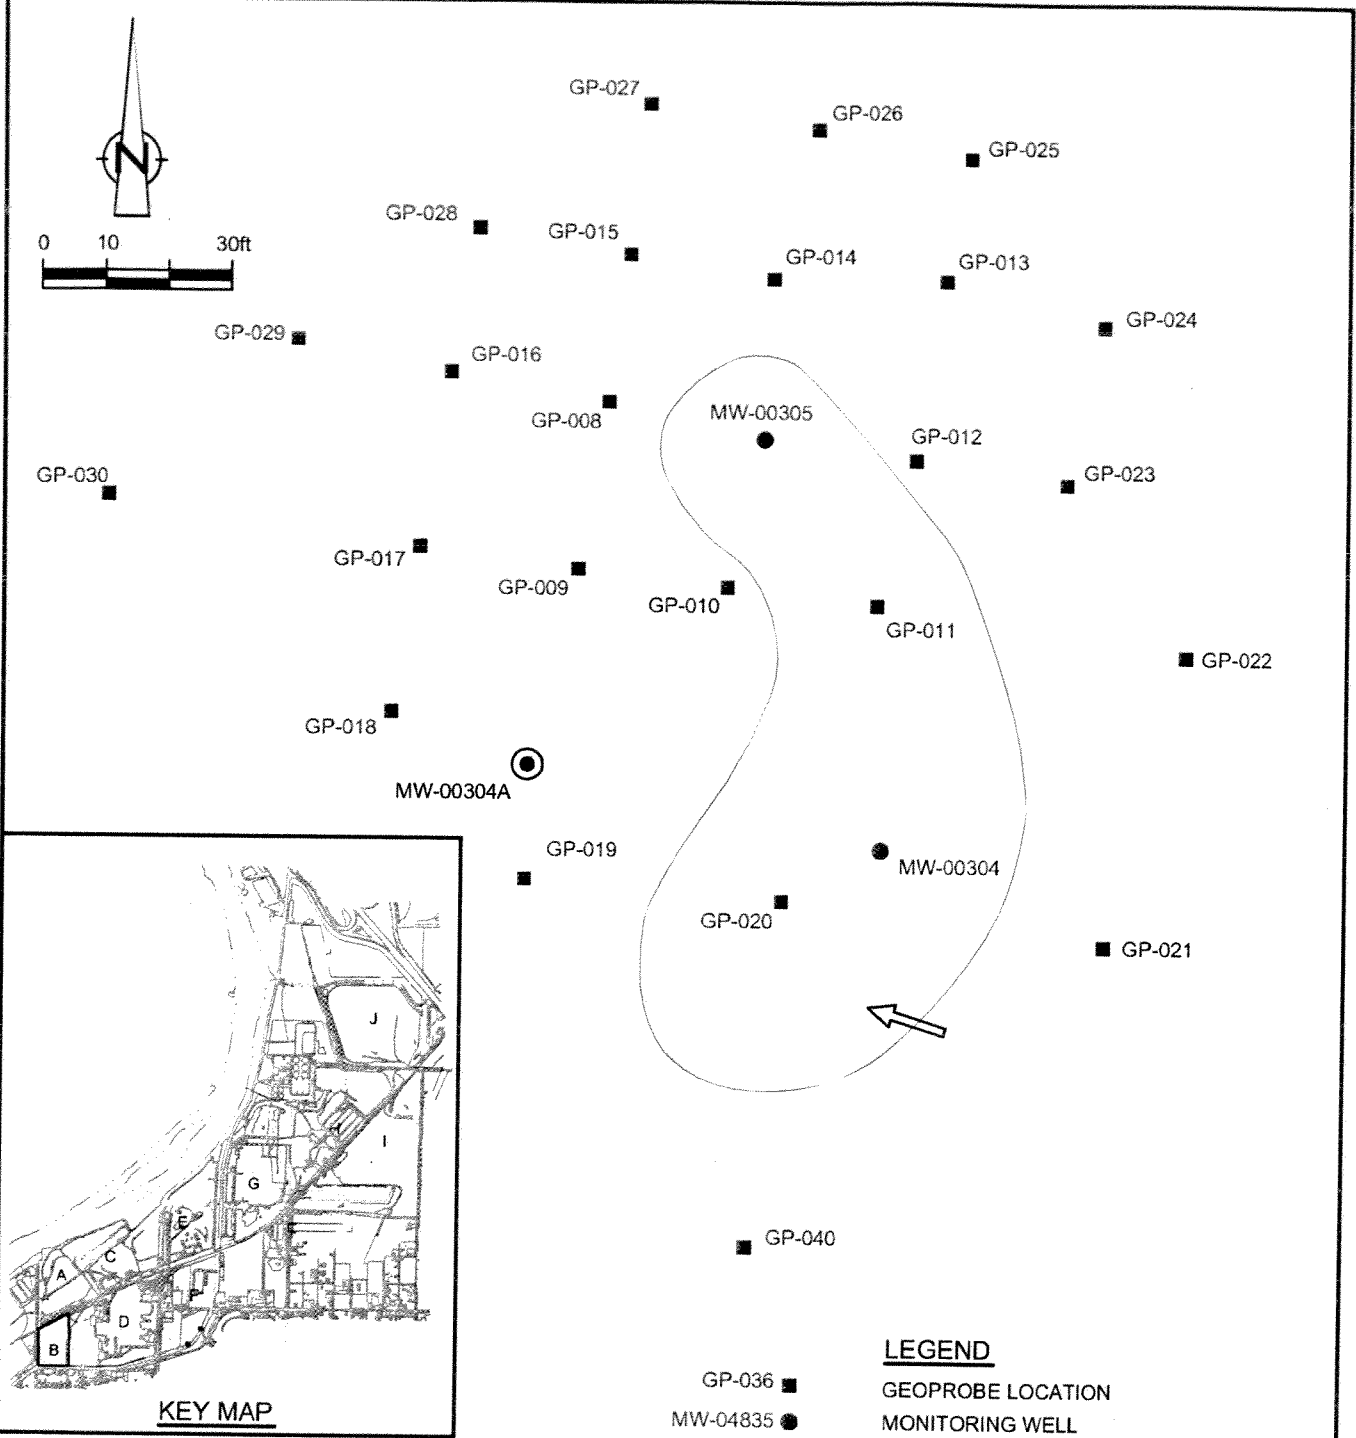 GP-027
GP-026
GP-025
N
GP-028
GP-015
0 10 30ft
GP-014
GP-013
GP-029
GP-016
GP-024
MW-00305
GP-008
GP-012
GP-030
GP-023
GP-017
GP-009
GP-010
GP-011
GP-022
GP-018
MW-00304A
GP-019
MW-00304
GP-020
GP-021
J
H
I
G
E
C
A
F
D
B
KEY MAP
GP-040
LEGEND
GP-036 GEOPROBE LOCATION
MW-04835 MONITORING WELL